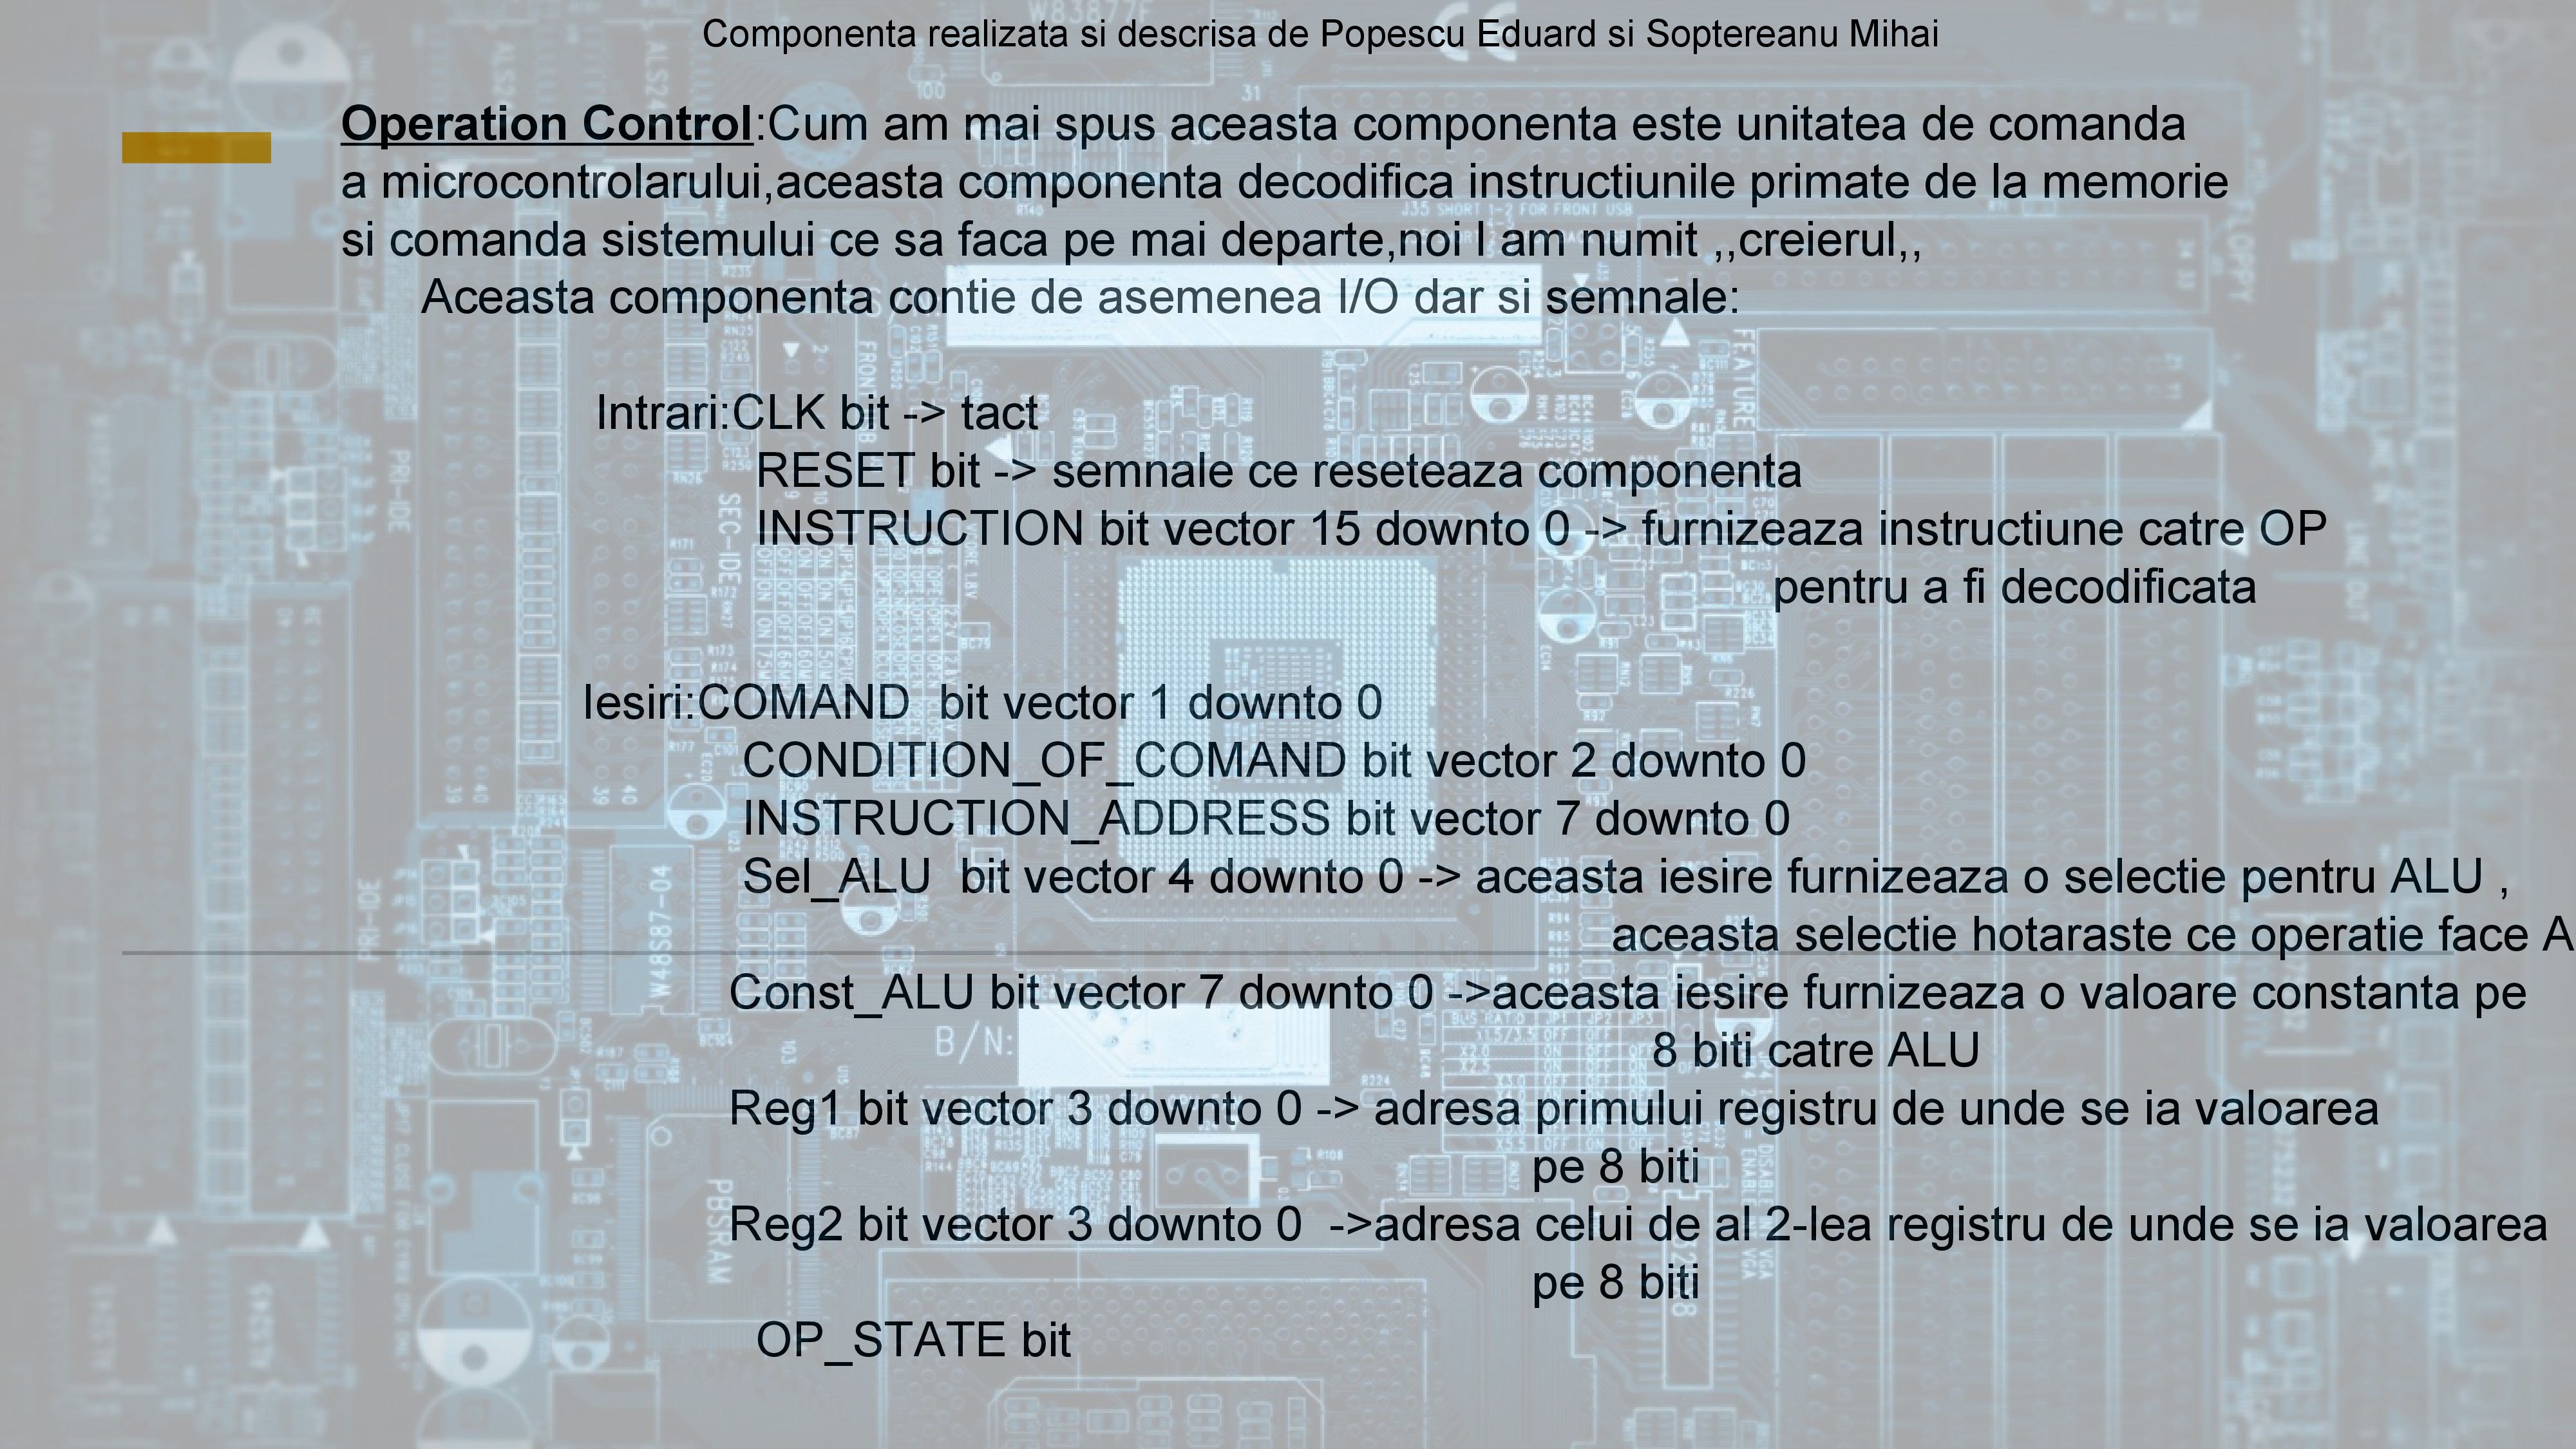 Componenta realizata si descrisa de Popescu Eduard si Soptereanu Mihai
Operation Control:Cum am mai spus aceasta componenta este unitatea de comanda
a microcontrolarului,aceasta componenta decodifica instructiunile primate de la memorie
si comanda sistemului ce sa faca pe mai departe,noi l am numit ,,creierul,,
Aceasta componenta contie de asemenea I/O dar si semnale:
Intrari:CLK bit -> tact
RESET bit -> semnale ce reseteaza componenta
INSTRUCTION bit vector 15 downto 0 -> furnizeaza instructiune catre OP
pentru a fi decodificata
Iesiri:COMAND  bit vector 1 downto 0
CONDITION_OF_COMAND bit vector 2 downto 0
INSTRUCTION_ADDRESS bit vector 7 downto 0
Sel_ALU  bit vector 4 downto 0 -> aceasta iesire furnizeaza o selectie pentru ALU ,
aceasta selectie hotaraste ce operatie face A
Const_ALU bit vector 7 downto 0 ->aceasta iesire furnizeaza o valoare constanta pe
8 biti catre ALU
Reg1 bit vector 3 downto 0 -> adresa primului registru de unde se ia valoarea
pe 8 biti
Reg2 bit vector 3 downto 0  ->adresa celui de al 2-lea registru de unde se ia valoarea
pe 8 biti
OP_STATE bit